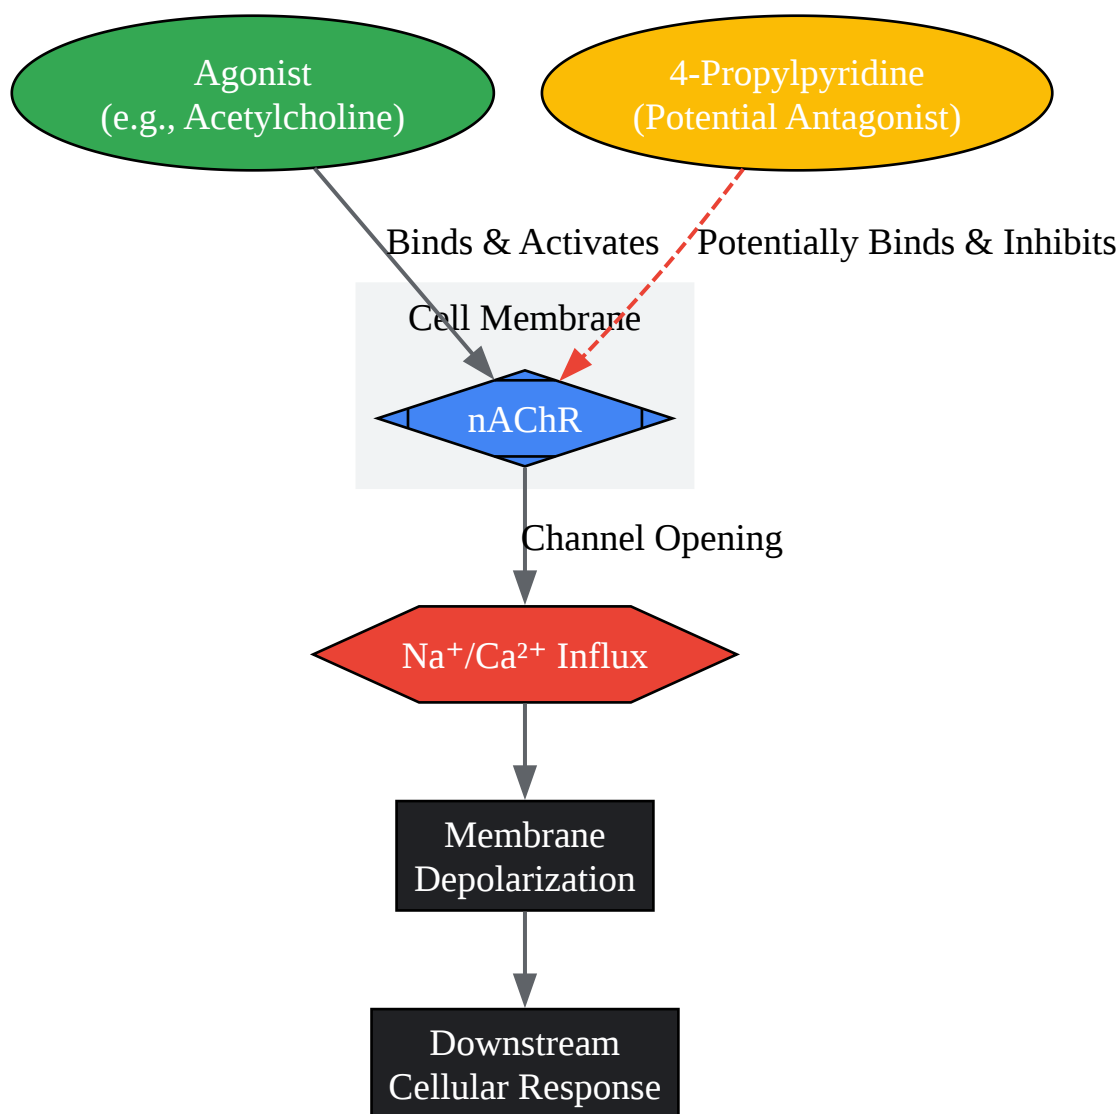 Agonist
(e.g., Acetylcholine)
4-Propylpyridine
(Potential Antagonist)
Binds & Activates
Potentially Binds & Inhibits
Cell Membrane
nAChR
Channel Opening
Na⁺/Ca²⁺ Influx
Membrane
Depolarization
Downstream
Cellular Response